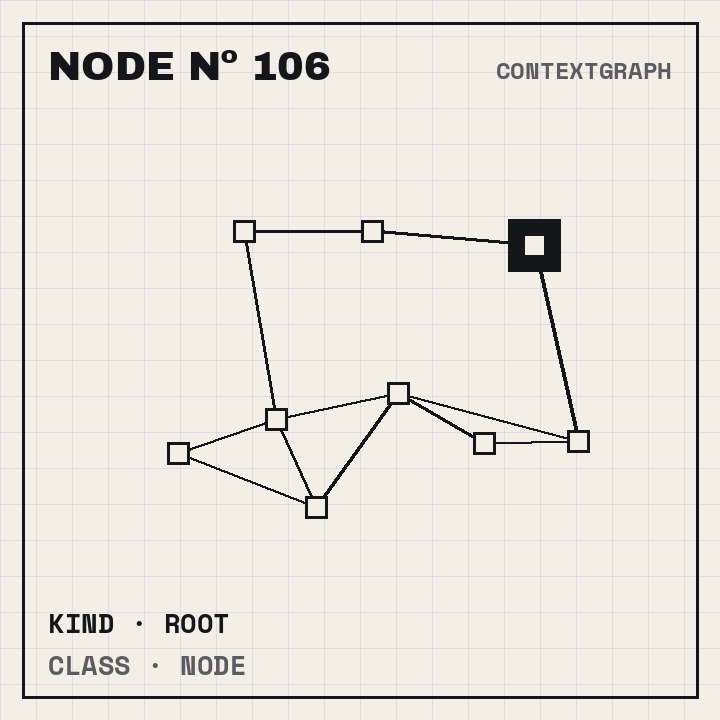 NODE Nº 106
CONTEXTGRAPH
KIND · ROOT
CLASS · NODE